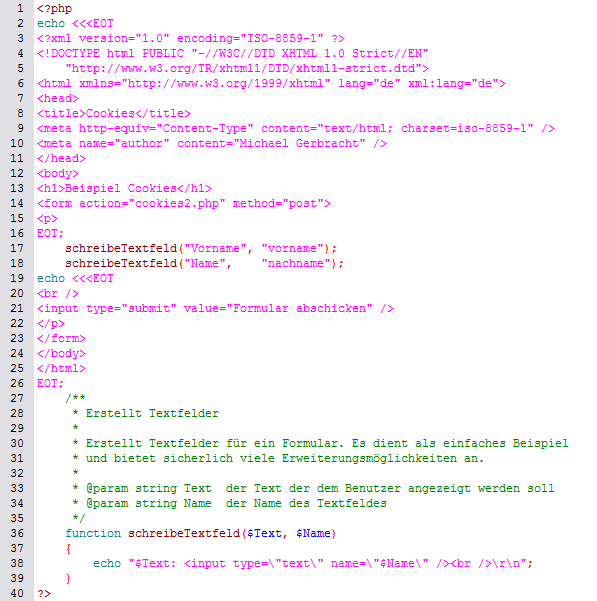 1 <?php
2 echo <<<EOT
3 <?xml version="1.0" encoding="ISO-8859-1" ?>
4 <!DOCTYPE html PUBLIC "-//W3C//DTD XHTML 1.0 Strict//EN"
5     "http://www.w3.org/TR/xhtml1/DTD/xhtml1-strict.dtd">
6 <html xmlns="http://www.w3.org/1999/xhtml" lang="de" xml:lang="de">
7 <head>
8 <title>Cookies</title>
9 <meta http-equiv="Content-Type" content="text/html; charset=iso-8859-1" />
10 <meta name="author" content="Michael Gerbracht" />
11 </head>
12 <body>
13 <h1>Beispiel Cookies</h1>
14 <form action="cookies2.php" method="post">
15 <p>
16 EOT;
17     schreibeTextfeld("Vorname", "vorname");
18     schreibeTextfeld("Name",    "nachname");
19 echo <<<EOT
20 <br />
21 <input type="submit" value="Formular abschicken" />
22 </p>
23 </form>
24 </body>
25 </html>
26 EOT;
27     /**
28      * Erstellt Textfelder
29      *
30      * Erstellt Textfelder für ein Formular. Es dient als einfaches Beispiel
31      * und bietet sicherlich viele Erweiterungsmöglichkeiten an.
32      *
33      * @param string Text  der Text der dem Benutzer angezeigt werden soll
34      * @param string Name  der Name des Textfeldes
35      */
36     function schreibeTextfeld($Text, $Name)
37     {
38         echo "$Text: <input type=\"text\" name=\"$Name\" /><br />\r\n";
39     }
40 ?>